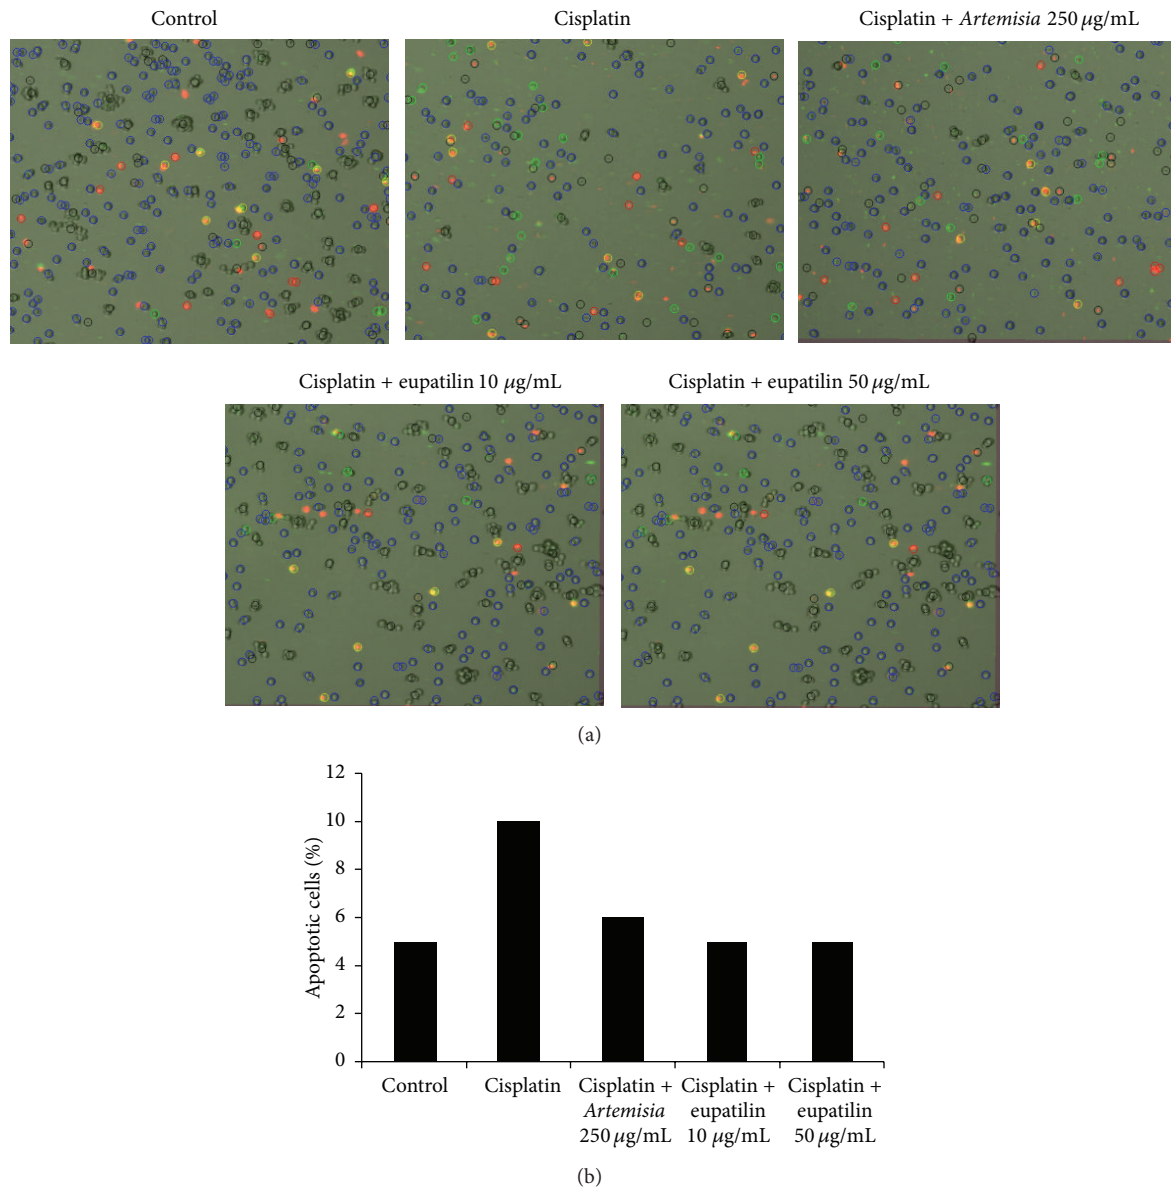 Control
Cisplatin
Cisplatin + Artemisia 250 μg/mL
Cisplatin + eupatilin 10 μg/mL
Cisplatin + eupatilin 50 μg/mL
(a)
12
10
8
6
4
2
0
Apoptotic cells (%)
Control
Cisplatin
Cisplatin +
Artemisia
250 μg/mL
Cisplatin +
eupatilin
10 μg/mL
Cisplatin +
eupatilin
50 μg/mL
(b)